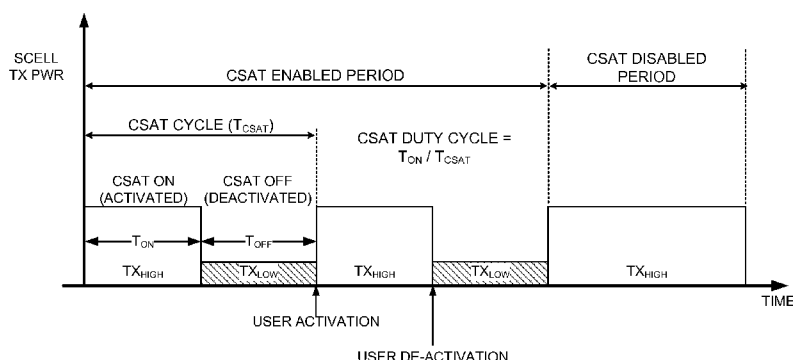 SCELL
TX PWR
CSAT ENABLED PERIOD
CSAT DISABLED
PERIOD
CSAT CYCLE (TCSAT)
CSAT DUTY CYCLE =
TON / TCSAT
CSAT ON
(ACTIVATED)
CSAT OFF
(DEACTIVATED)
TON
TOFF
TXHIGH
TXLOW
TXHIGH
TXLOW
TXHIGH
TIME
USER ACTIVATION
USER DE-ACTIVATION